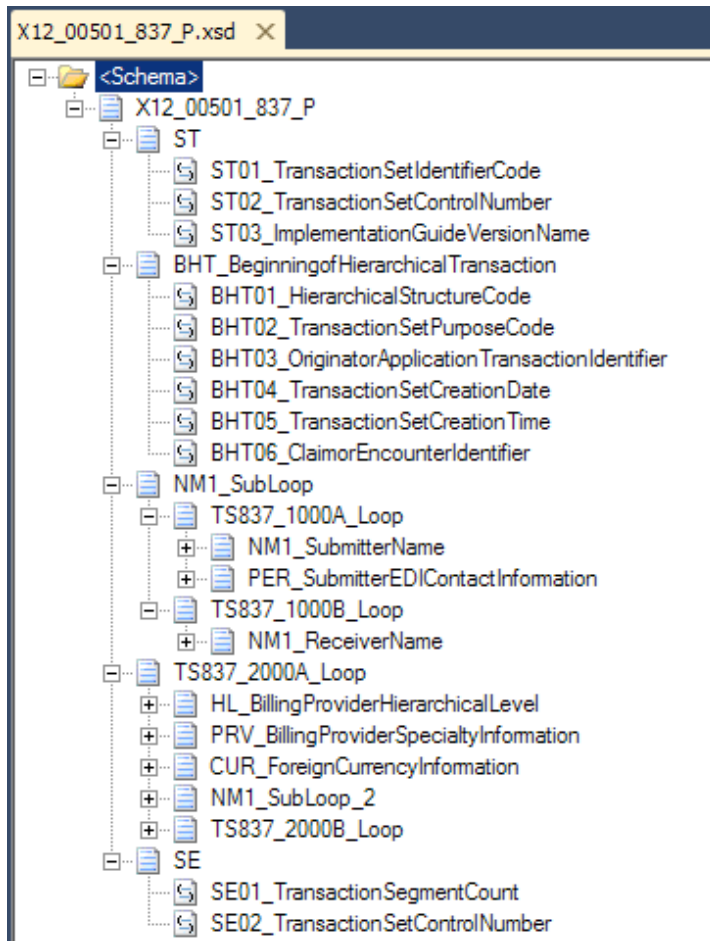 X12_00501_837_P.xsd
<Schema>
X12_00501_837_P
ST
ST01_TransactionSetIdentifierCode
ST02_TransactionSetControlNumber
ST03_ImplementationGuideVersionName
BHT_BeginningofHierarchicalTransaction
BHT01_HierarchicalStructureCode
BHT02_TransactionSetPurposeCode
BHT03_OriginatorApplicationTransactionIdentifier
BHT04_TransactionSetCreationDate
BHT05_TransactionSetCreationTime
BHT06_ClaimorEncounterIdentifier
NM1_SubLoop
TS837_1000A_Loop
NM1_SubmitterName
PER_SubmitterEDIContactInformation
TS837_1000B_Loop
NM1_ReceiverName
TS837_2000A_Loop
HL_BillingProviderHierarchicalLevel
PRV_BillingProviderSpecialtyInformation
CUR_ForeignCurrencyInformation
NM1_SubLoop_2
TS837_2000B_Loop
SE
SE01_TransactionSegmentCount
SE02_TransactionSetControlNumber